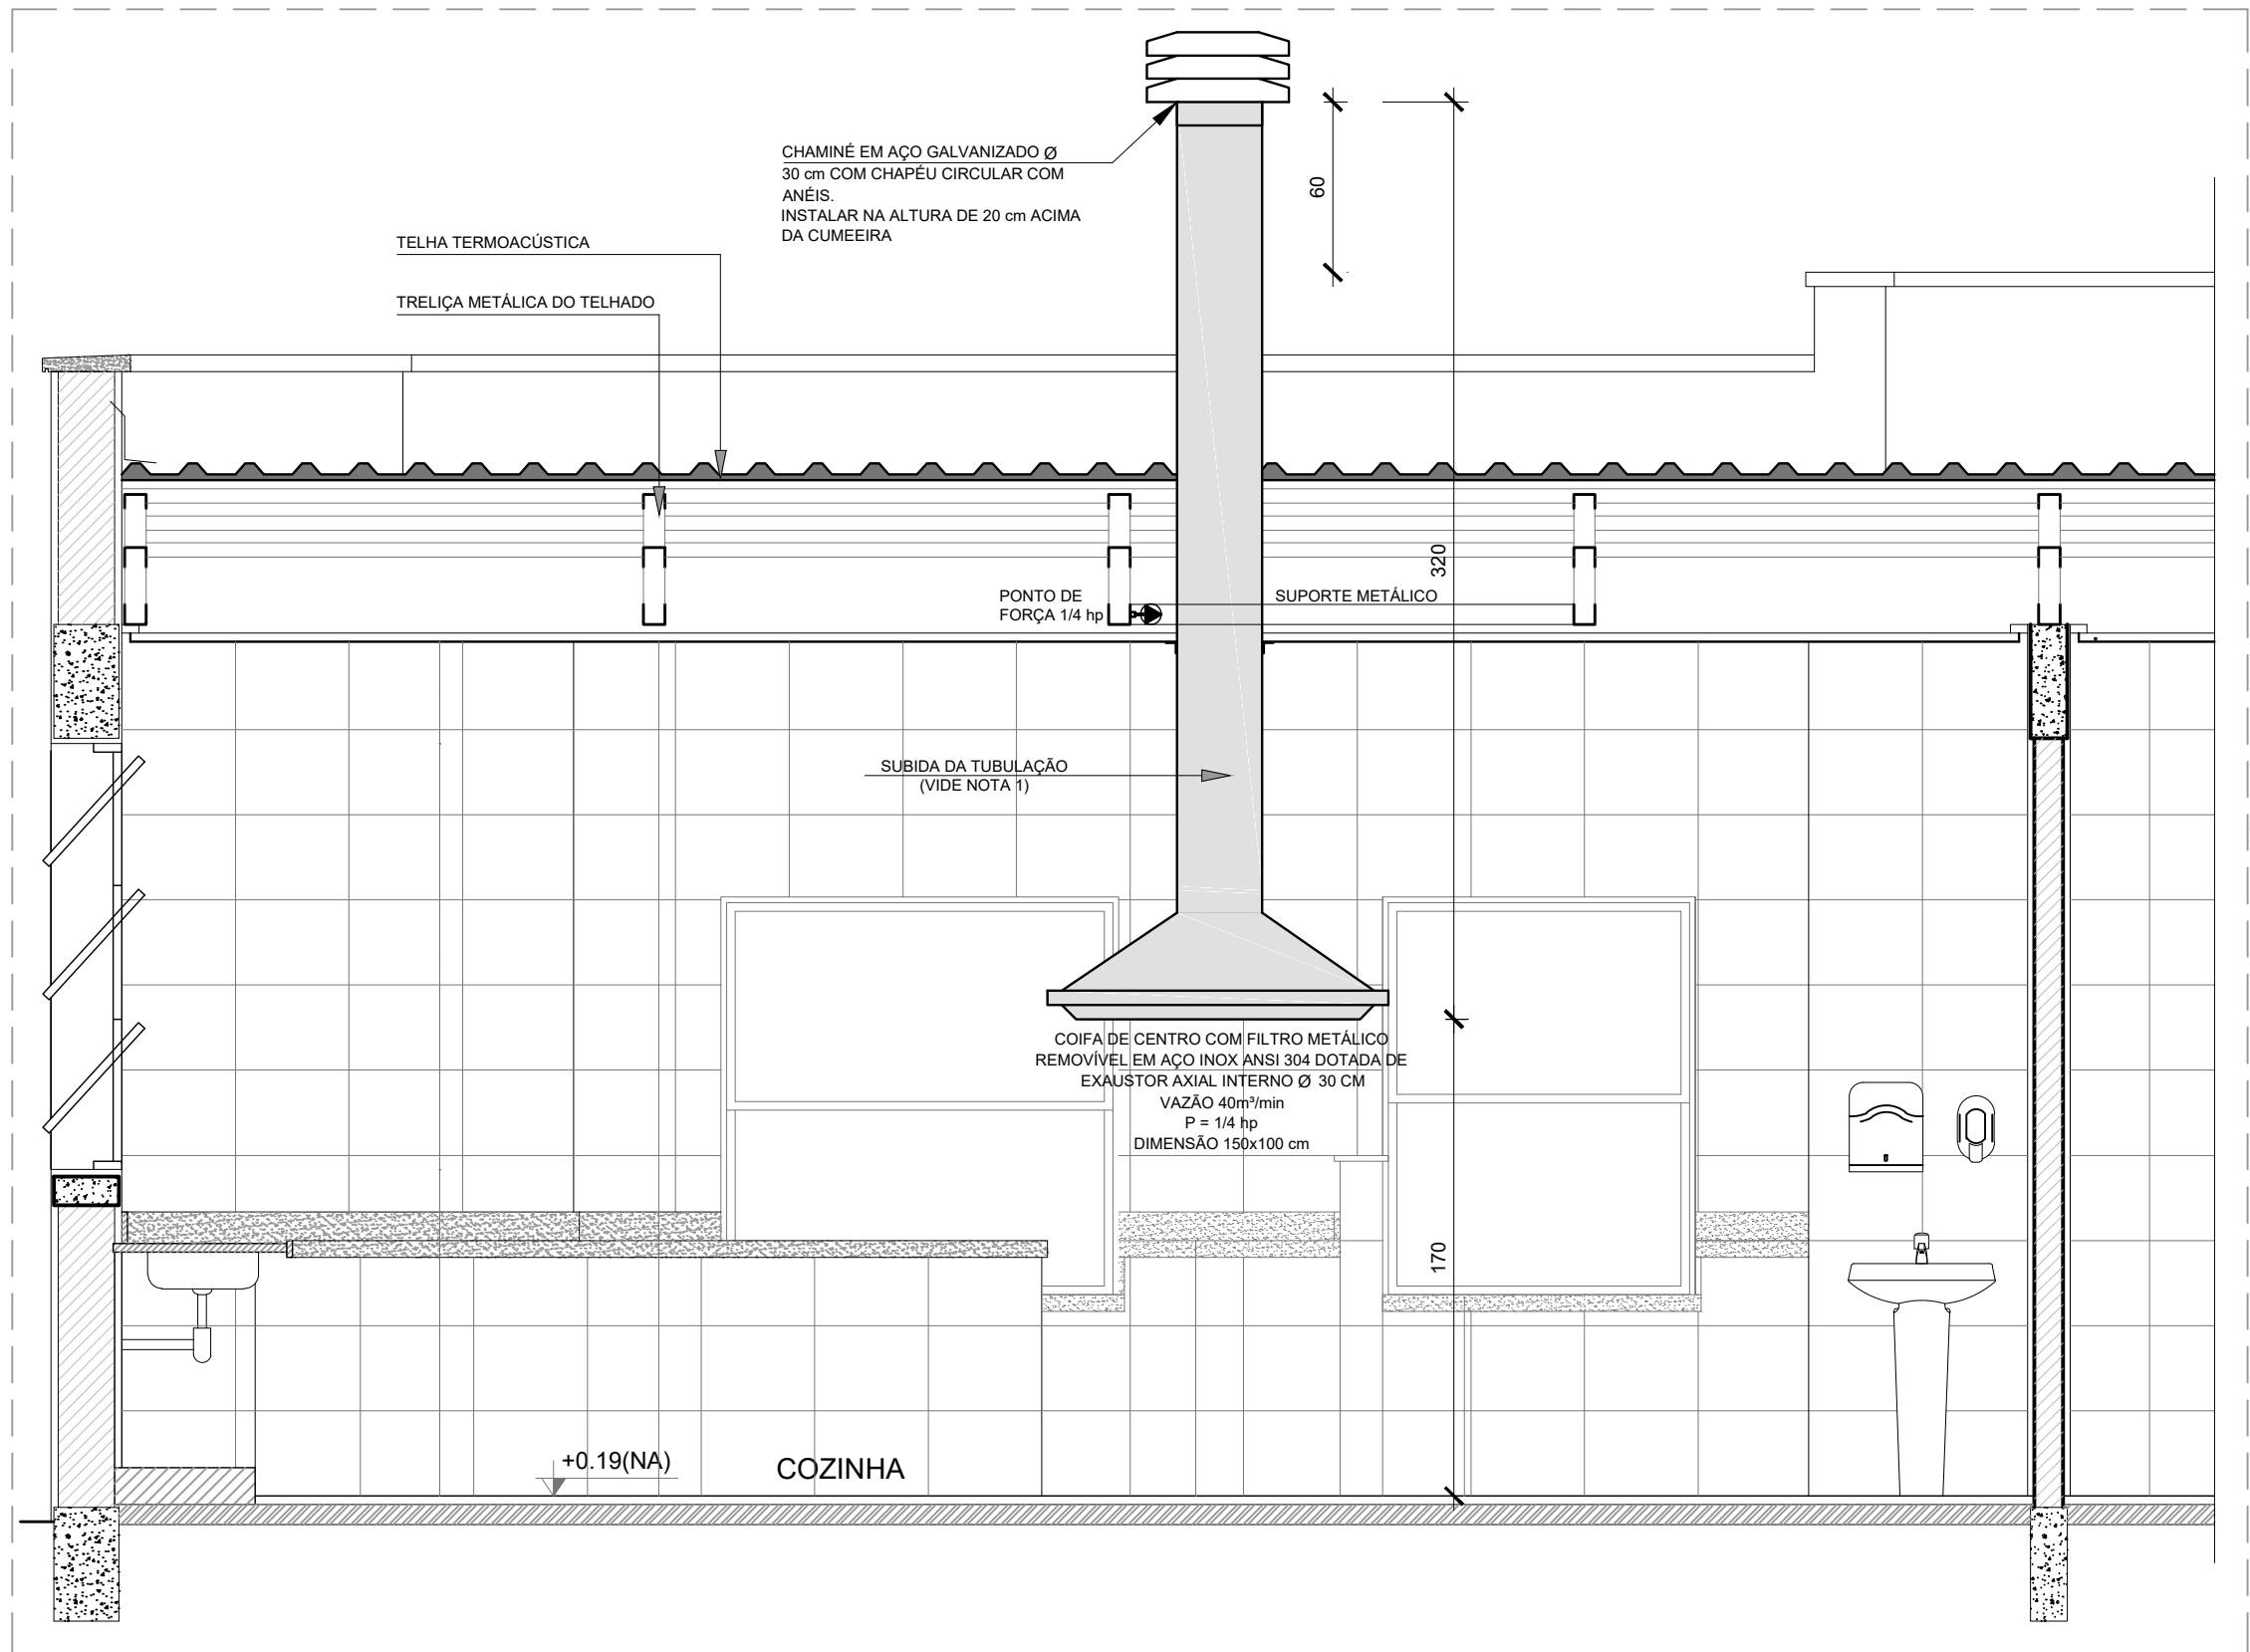 CHAMINÉ EM AÇO GALVANIZADO Ø
30 cm COM CHAPÉU CIRCULAR COM
ANÉIS.
INSTALAR NA ALTURA DE 20 cm ACIMA
DA CUMEEIRA
60
TELHA TERMOACÚSTICA
TRELIÇA METÁLICA DO TELHADO
320
PONTO DE
FORÇA 1/4 hp
SUPORTE METÁLICO
SUBIDA DA TUBULAÇÃO
(VIDE NOTA 1)
COIFA DE CENTRO COM FILTRO METÁLICO
REMOVÍVEL EM AÇO INOX ANSI 304 DOTADA DE
EXAUSTOR AXIAL INTERNO Ø 30 CM
VAZÃO 40m³/min
P = 1/4 hp
DIMENSÃO 150x100 cm
170
+0.19(NA)
COZINHA